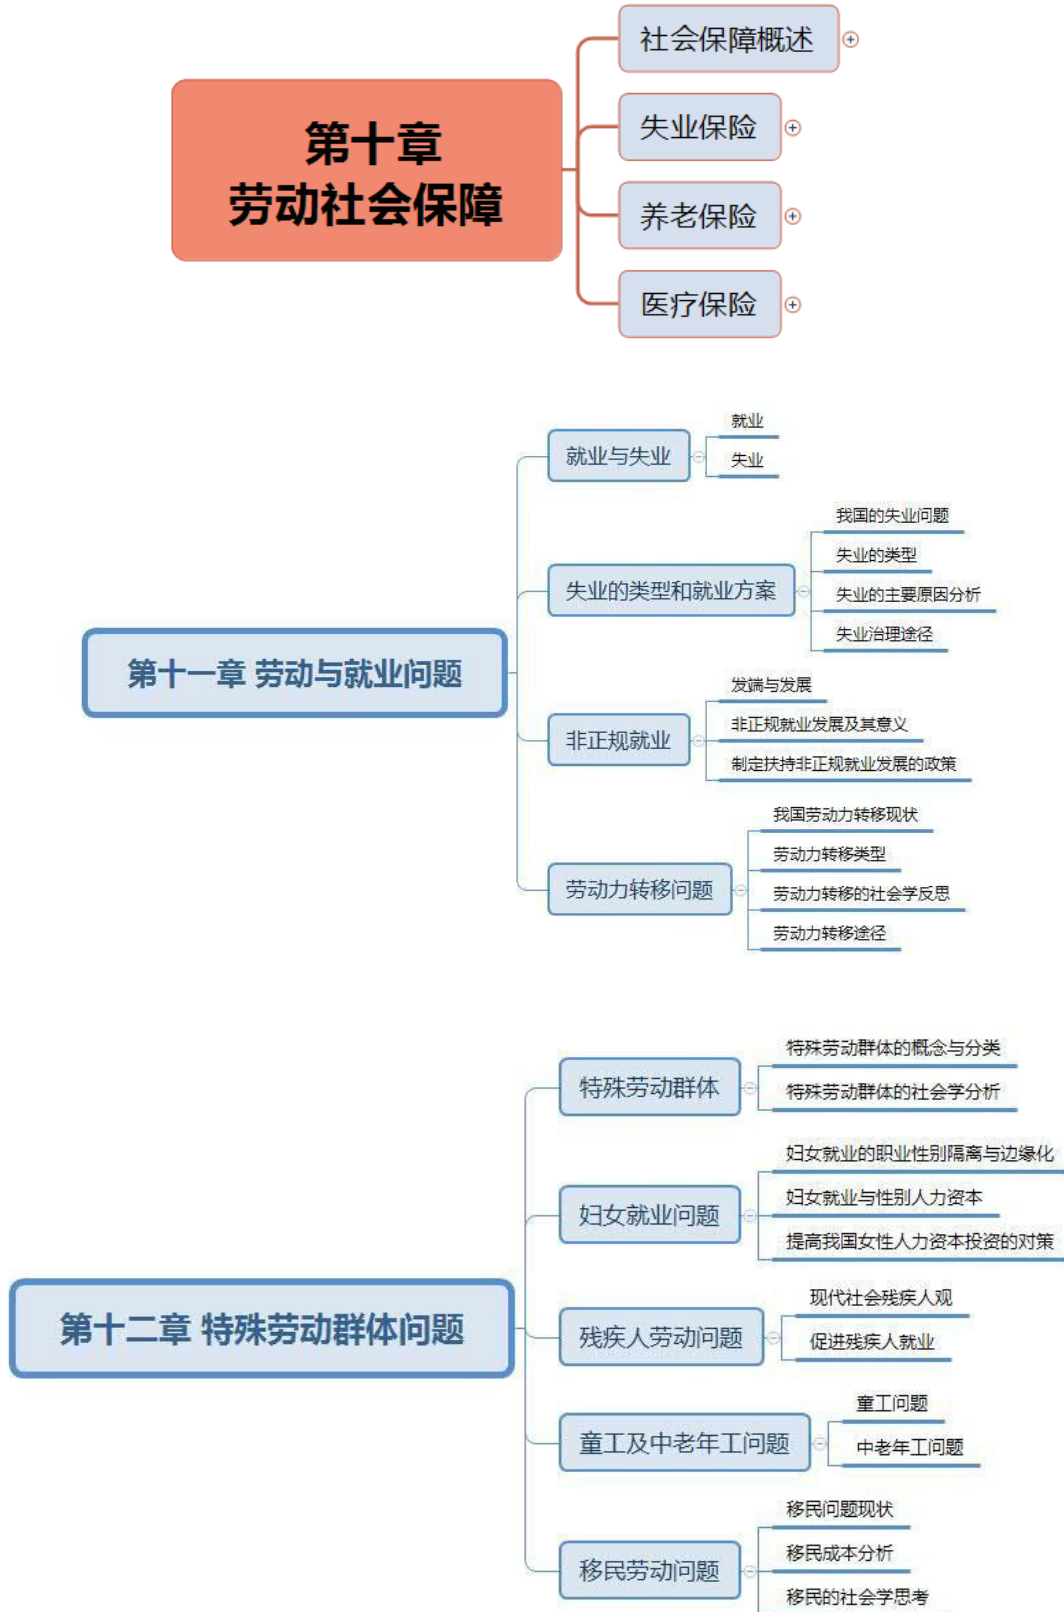 第十章
劳动社会保障
社会保障概述
失业保险
养老保险
医疗保险
第十一章 劳动与就业问题
就业与失业
就业
失业
失业的类型和就业方案
我国的失业问题
失业的类型
失业的主要原因分析
失业治理途径
非正规就业
发端与发展
非正规就业发展及其意义
制定扶持非正规就业发展的政策
劳动力转移问题
我国劳动力转移现状
劳动力转移类型
劳动力转移的社会学反思
劳动力转移途径
第十二章 特殊劳动群体问题
特殊劳动群体
特殊劳动群体的概念与分类
特殊劳动群体的社会学分析
妇女就业问题
妇女就业的职业性别隔离与边缘化
妇女就业与性别人力资本
提高我国女性人力资本投资的对策
残疾人劳动问题
现代社会残疾人观
促进残疾人就业
童工及中老年工问题
童工问题
中老年工问题
移民劳动问题
移民问题现状
移民成本分析
移民的社会学思考